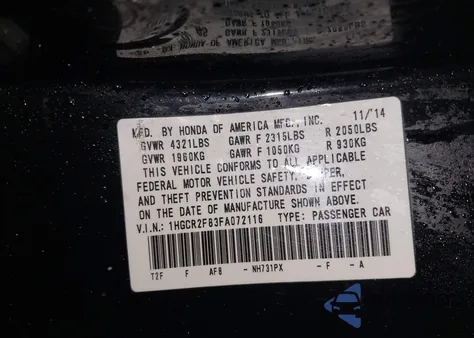 MFD. BY HONDA OF AMERICA MFG., INC. 11/'14
GVWR 4321LBS GAWR F 2315LBS R 2050LBS
GVWR 1960KG GAWR F 1050KG R 930KG
THIS VEHICLE CONFORMS TO ALL APPLICABLE
FEDERAL MOTOR VEHICLE SAFETY, BUMPER,
AND THEFT PREVENTION STANDARDS IN EFFECT
ON THE DATE OF MANUFACTURE SHOWN ABOVE.
V.I.N.: 1HGCR2F83FA072116 TYPE: PASSENGER CAR
T2F F AF8 - NH731PX - F - A